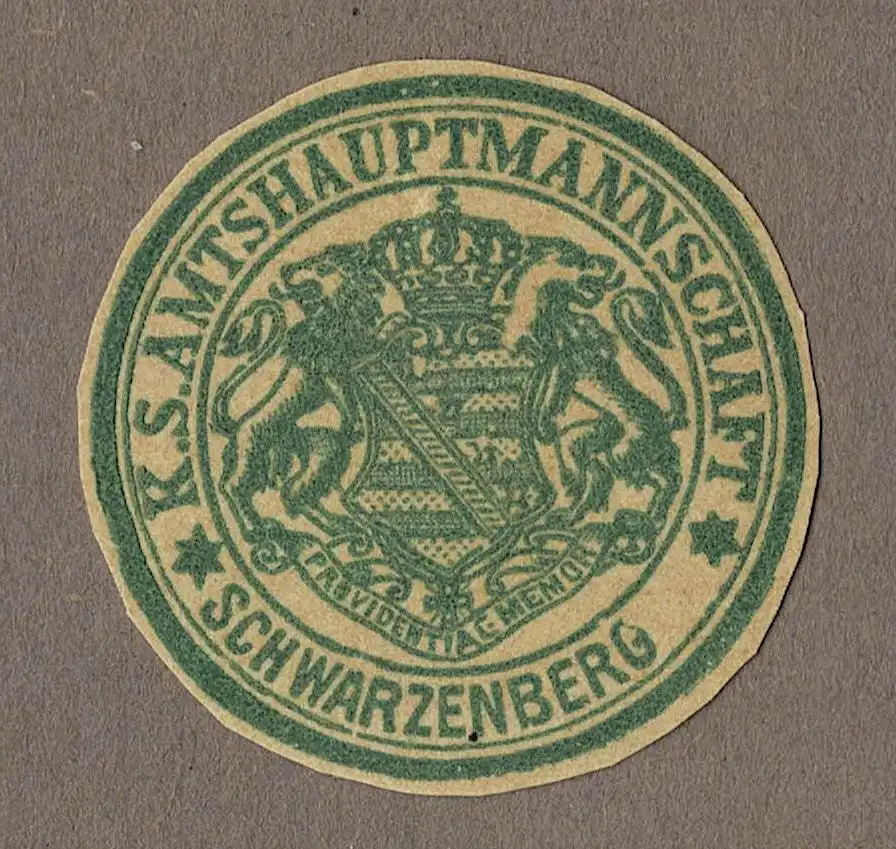 K.S.AMTSHAUPTMANNSCHAFT
PROVIDENTIAE MEMOR
SCHWARZENBERG